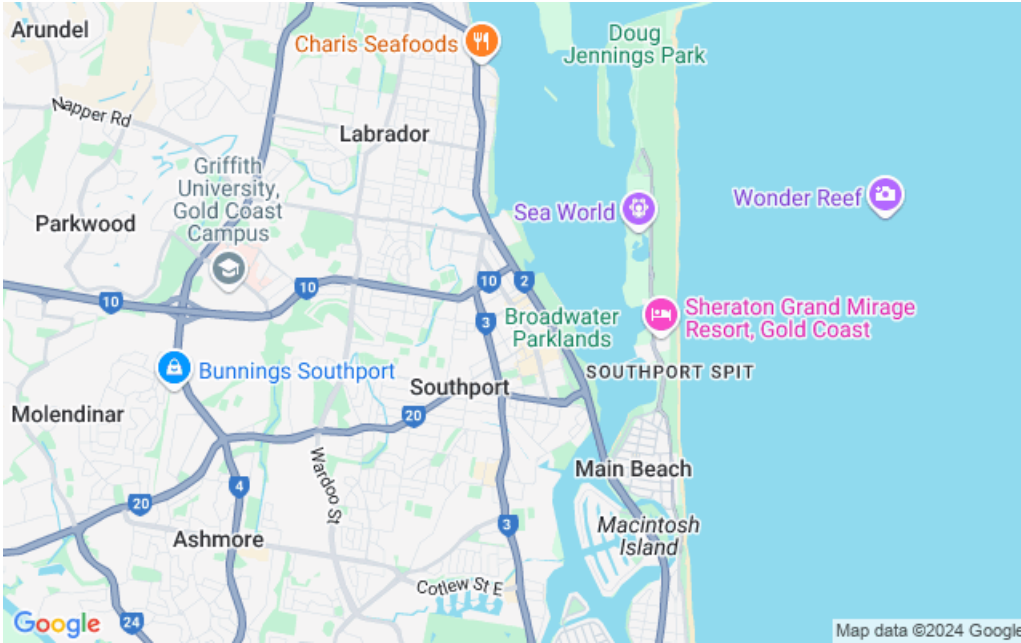 Arundel
Charis Seafoods
Doug
Jennings Park
Napper Rd
Labrador
Griffith
University,
Gold Coast
Campus
Parkwood
Sea World
Wonder Reef
10
10
10
2
3
Sheraton Grand Mirage
Resort, Gold Coast
Broadwater
Parklands
Bunnings Southport
SOUTHPORT SPIT
Southport
Molendinar
20
Wardoo St
Main Beach
4
20
3
Macintosh
Island
Ashmore
Cotlew St E
24
Google
Map data ©2024 Google